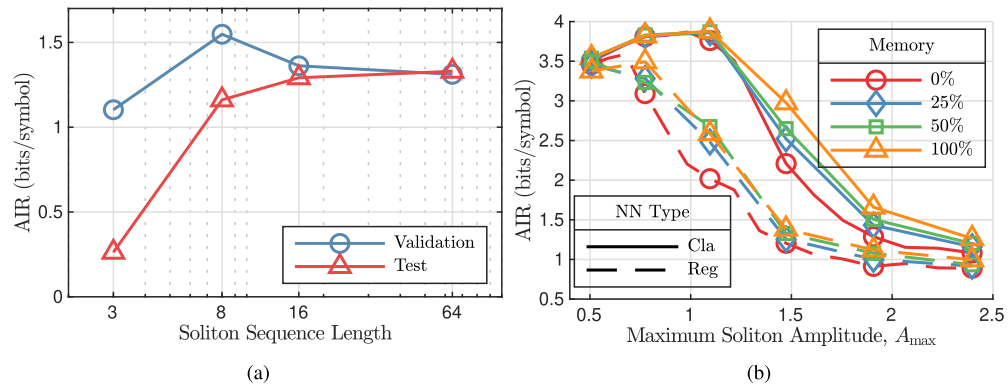 1.5
1
0.5
0
AIR (bits/symbol)
3
8
16
64
Soliton Sequence Length
Validation
Test
(a)
4
3.5
3
2.5
2
1.5
1
0.5
AIR (bits/symbol)
0.5
1
1.5
2
2.5
Maximum Soliton Amplitude, A_max
Memory
0%
25%
50%
100%
NN Type
Cla
Reg
(b)